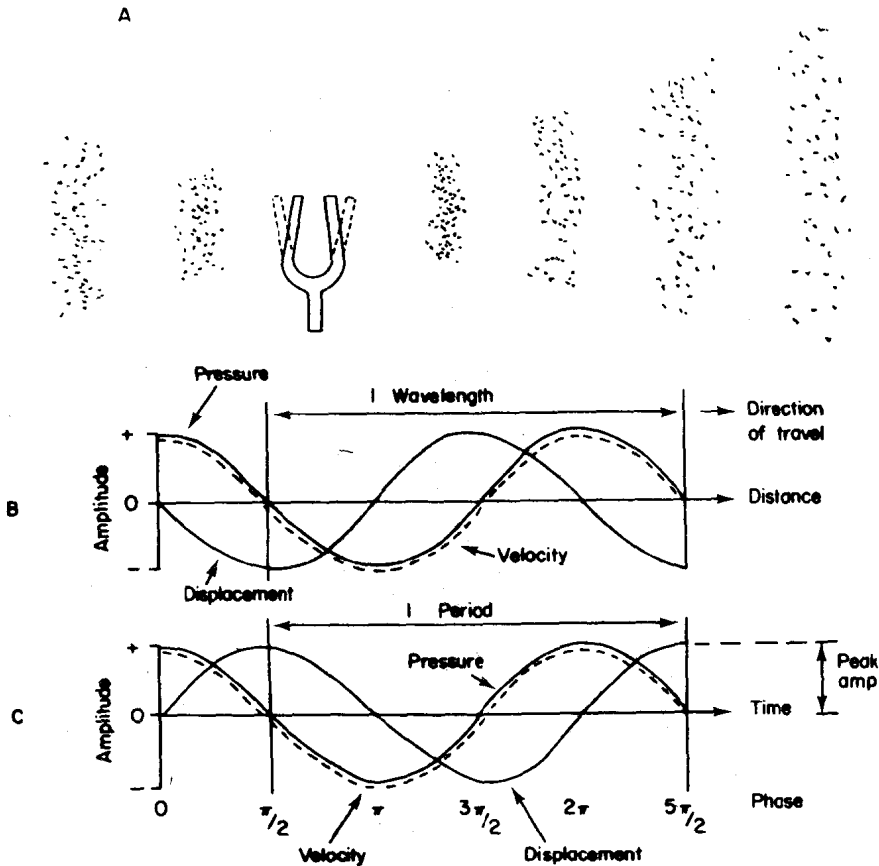 A
Pressure
1 Wavelength
Direction
of travel
+
B
Amplitude
0
Distance
Velocity
−
Displacement
1 Period
+
Pressure
Peak
amp
C
Amplitude
0
Time
−
0
π/2
π
3π/2
2π
5π/2
Phase
Velocity
Displacement